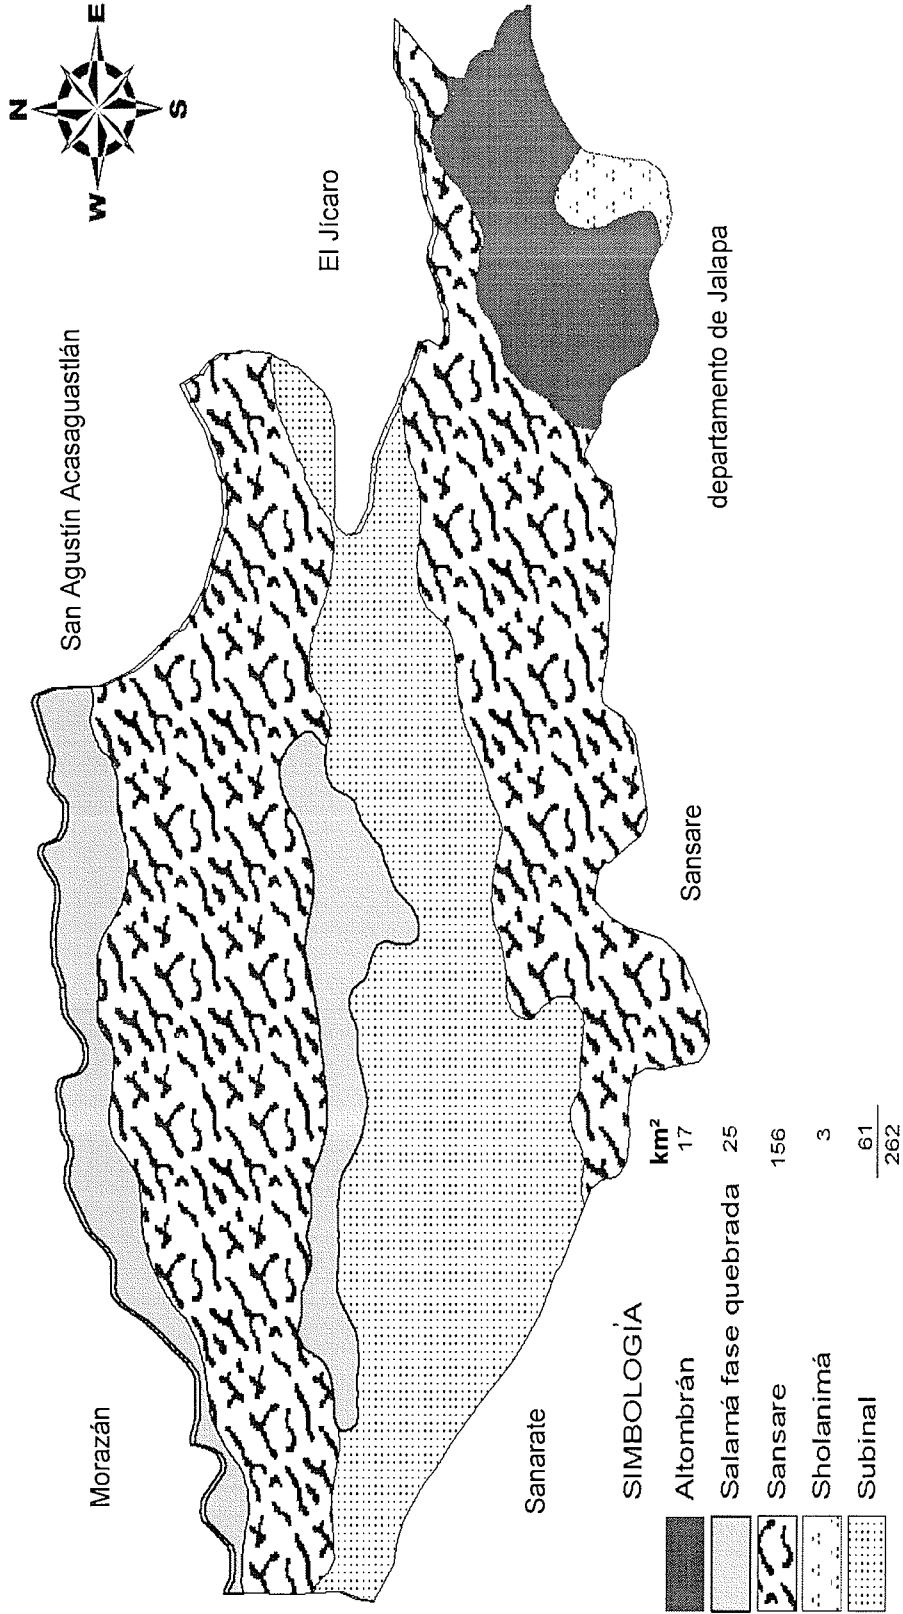 N
E
W
S
San Agustín Acasaguastlán
Morazán
El Jícaro
Sanarate
Sansare
departamento de Jalapa
SIMBOLOGÍA
km²
Altombrán 17
Salamá fase quebrada 25
Sansare 156
Sholanimá 3
Subinal 61
262